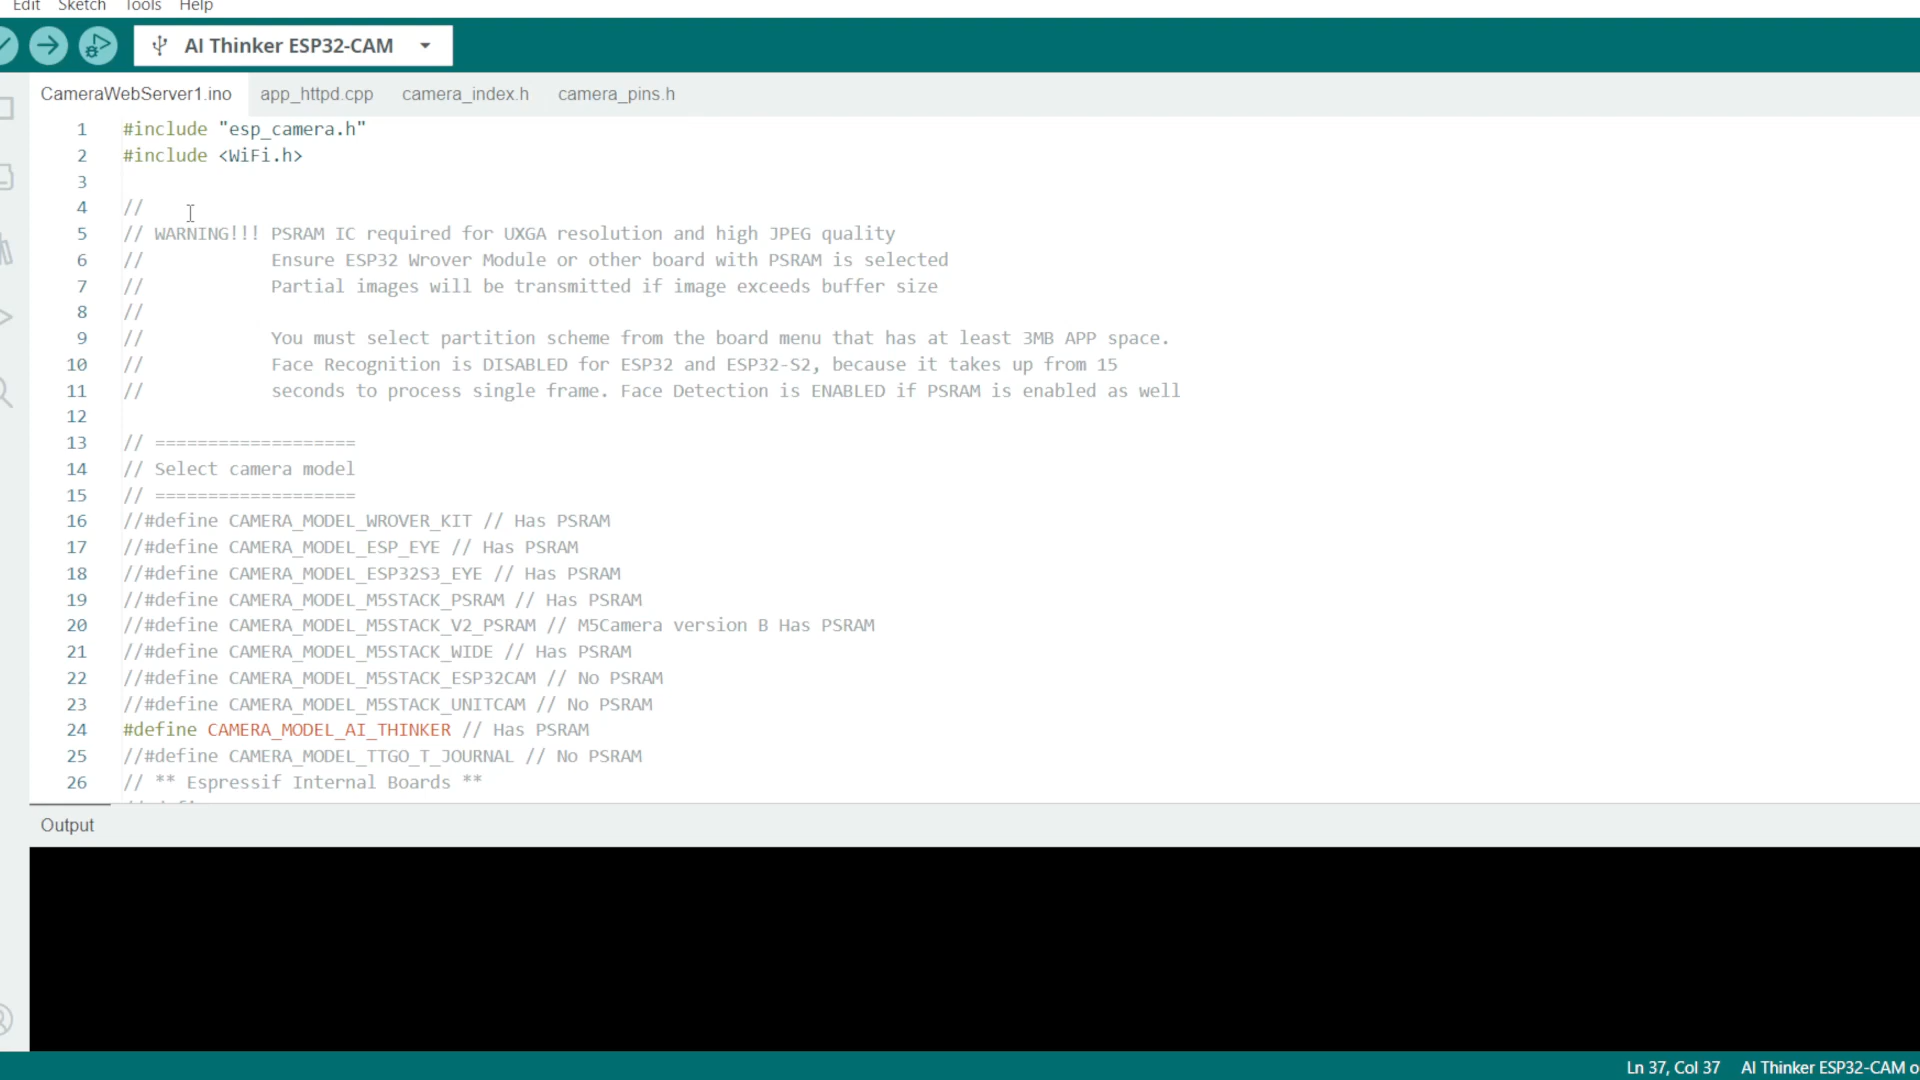 Edit Sketch Tools Help
AI Thinker ESP32-CAM
CameraWebServer1.ino app_httpd.cpp camera_index.h camera_pins.h
1 #include "esp_camera.h"
2 #include <WiFi.h>
3
4 //
5 // WARNING!!! PSRAM IC required for UXGA resolution and high JPEG quality
6 // Ensure ESP32 Wrover Module or other board with PSRAM is selected
7 // Partial images will be transmitted if image exceeds buffer size
8 //
9 // You must select partition scheme from the board menu that has at least 3MB APP space.
10 // Face Recognition is DISABLED for ESP32 and ESP32-S2, because it takes up from 15
11 // seconds to process single frame. Face Detection is ENABLED if PSRAM is enabled as well
12
13 // ===================
14 // Select camera model
15 // ===================
16 //#define CAMERA_MODEL_WROVER_KIT // Has PSRAM
17 //#define CAMERA_MODEL_ESP_EYE // Has PSRAM
18 //#define CAMERA_MODEL_ESP32S3_EYE // Has PSRAM
19 //#define CAMERA_MODEL_M5STACK_PSRAM // Has PSRAM
20 //#define CAMERA_MODEL_M5STACK_V2_PSRAM // M5Camera version B Has PSRAM
21 //#define CAMERA_MODEL_M5STACK_WIDE // Has PSRAM
22 //#define CAMERA_MODEL_M5STACK_ESP32CAM // No PSRAM
23 //#define CAMERA_MODEL_M5STACK_UNITCAM // No PSRAM
24 #define CAMERA_MODEL_AI_THINKER // Has PSRAM
25 //#define CAMERA_MODEL_TTGO_T_JOURNAL // No PSRAM
26 // ** Espressif Internal Boards **
Output
Ln 37, Col 37 AI Thinker ESP32-CAM o